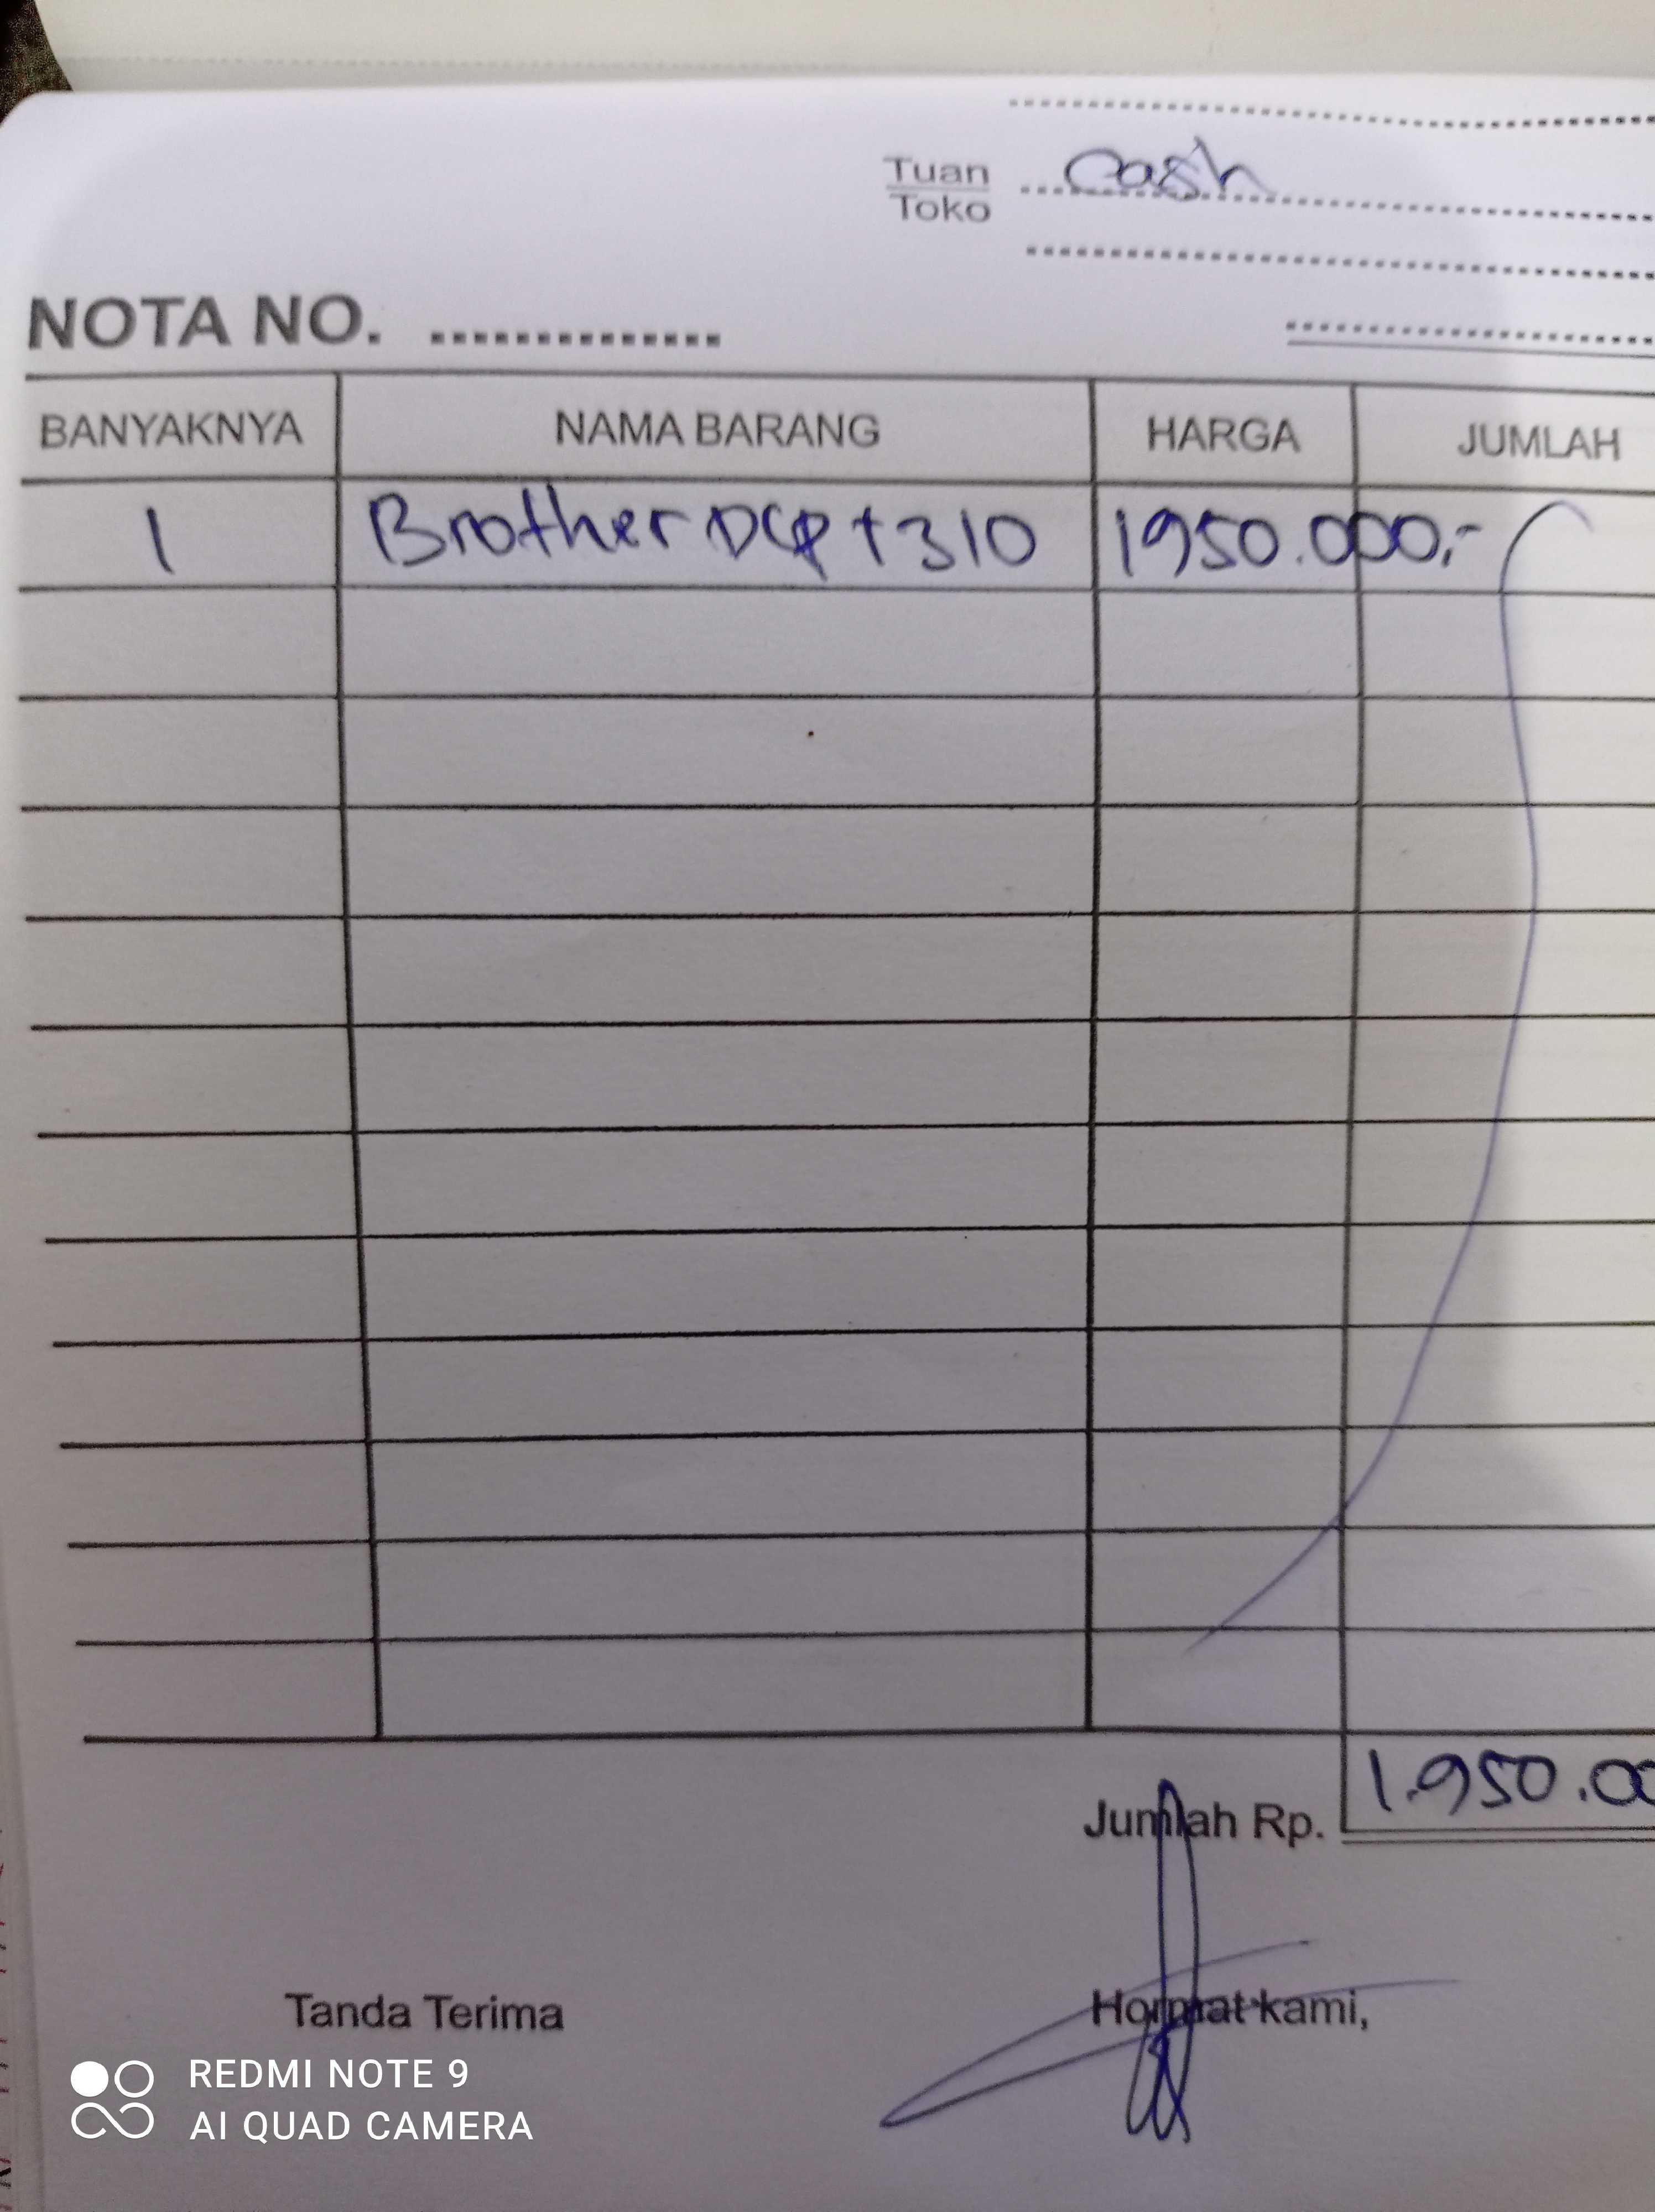 Tuan
Toko
Cash
NOTA NO.
BANYAKNYA NAMA BARANG HARGA JUMLAH
1 Brother DCP T310 1950.000,-
Jumlah Rp. 1.950.00
Tanda Terima Hormat kami,
REDMI NOTE 9
AI QUAD CAMERA